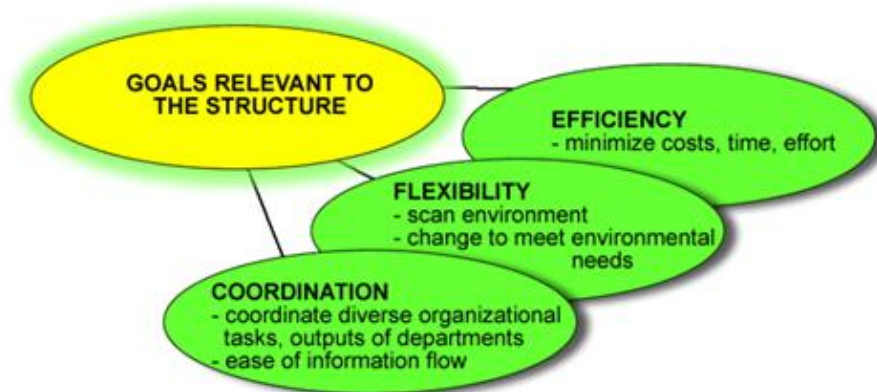 GOALS RELEVANT TO
THE STRUCTURE
EFFICIENCY
- minimize costs, time, effort
FLEXIBILITY
- scan environment
- change to meet environmental
needs
COORDINATION
- coordinate diverse organizational
tasks, outputs of departments
- ease of information flow